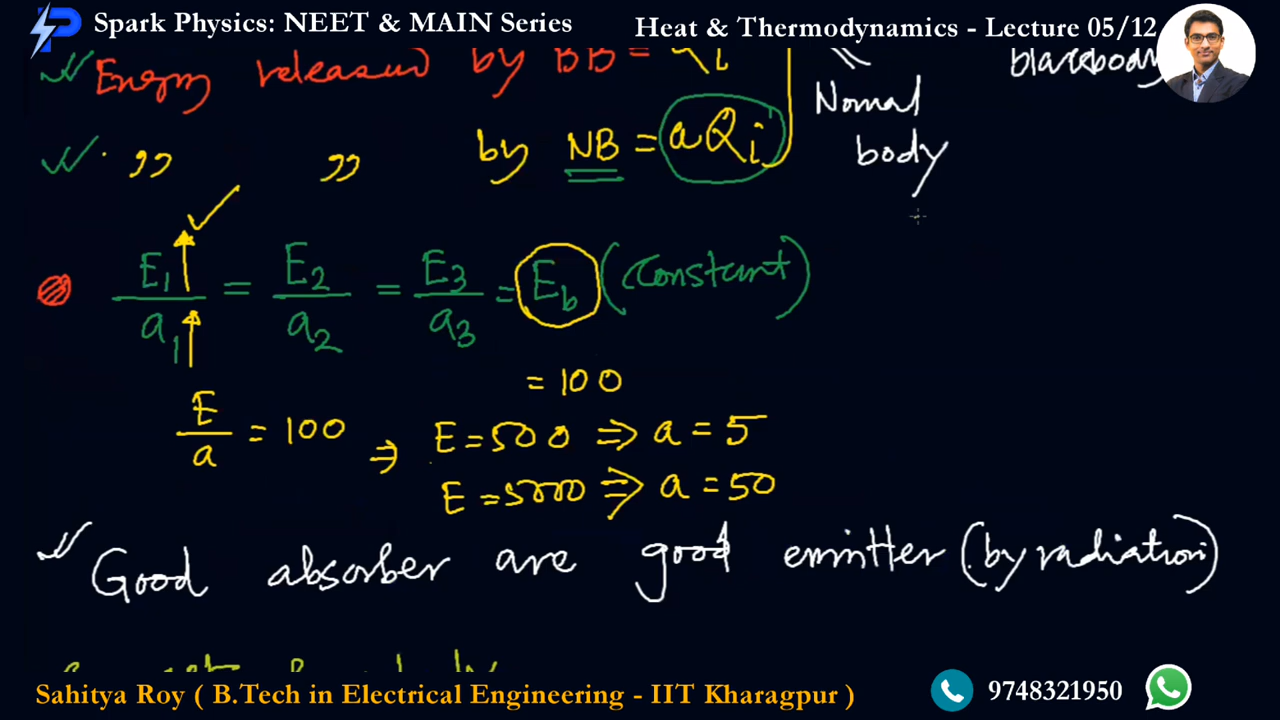 Spark Physics: NEET & MAIN Series
Heat & Thermodynamics - Lecture 05/12
Energy released by BB = Qi
Normal body
blackbody
" " by NB = aQi
E1/a1 = E2/a2 = E3/a3 = Eb (constant)
= 100
E/a = 100 ⇒ E = 500 ⇒ a = 5
E = 5000 ⇒ a = 50
Good absorber are good emitter (by radiation)
Sahitya Roy ( B.Tech in Electrical Engineering - IIT Kharagpur )
9748321950